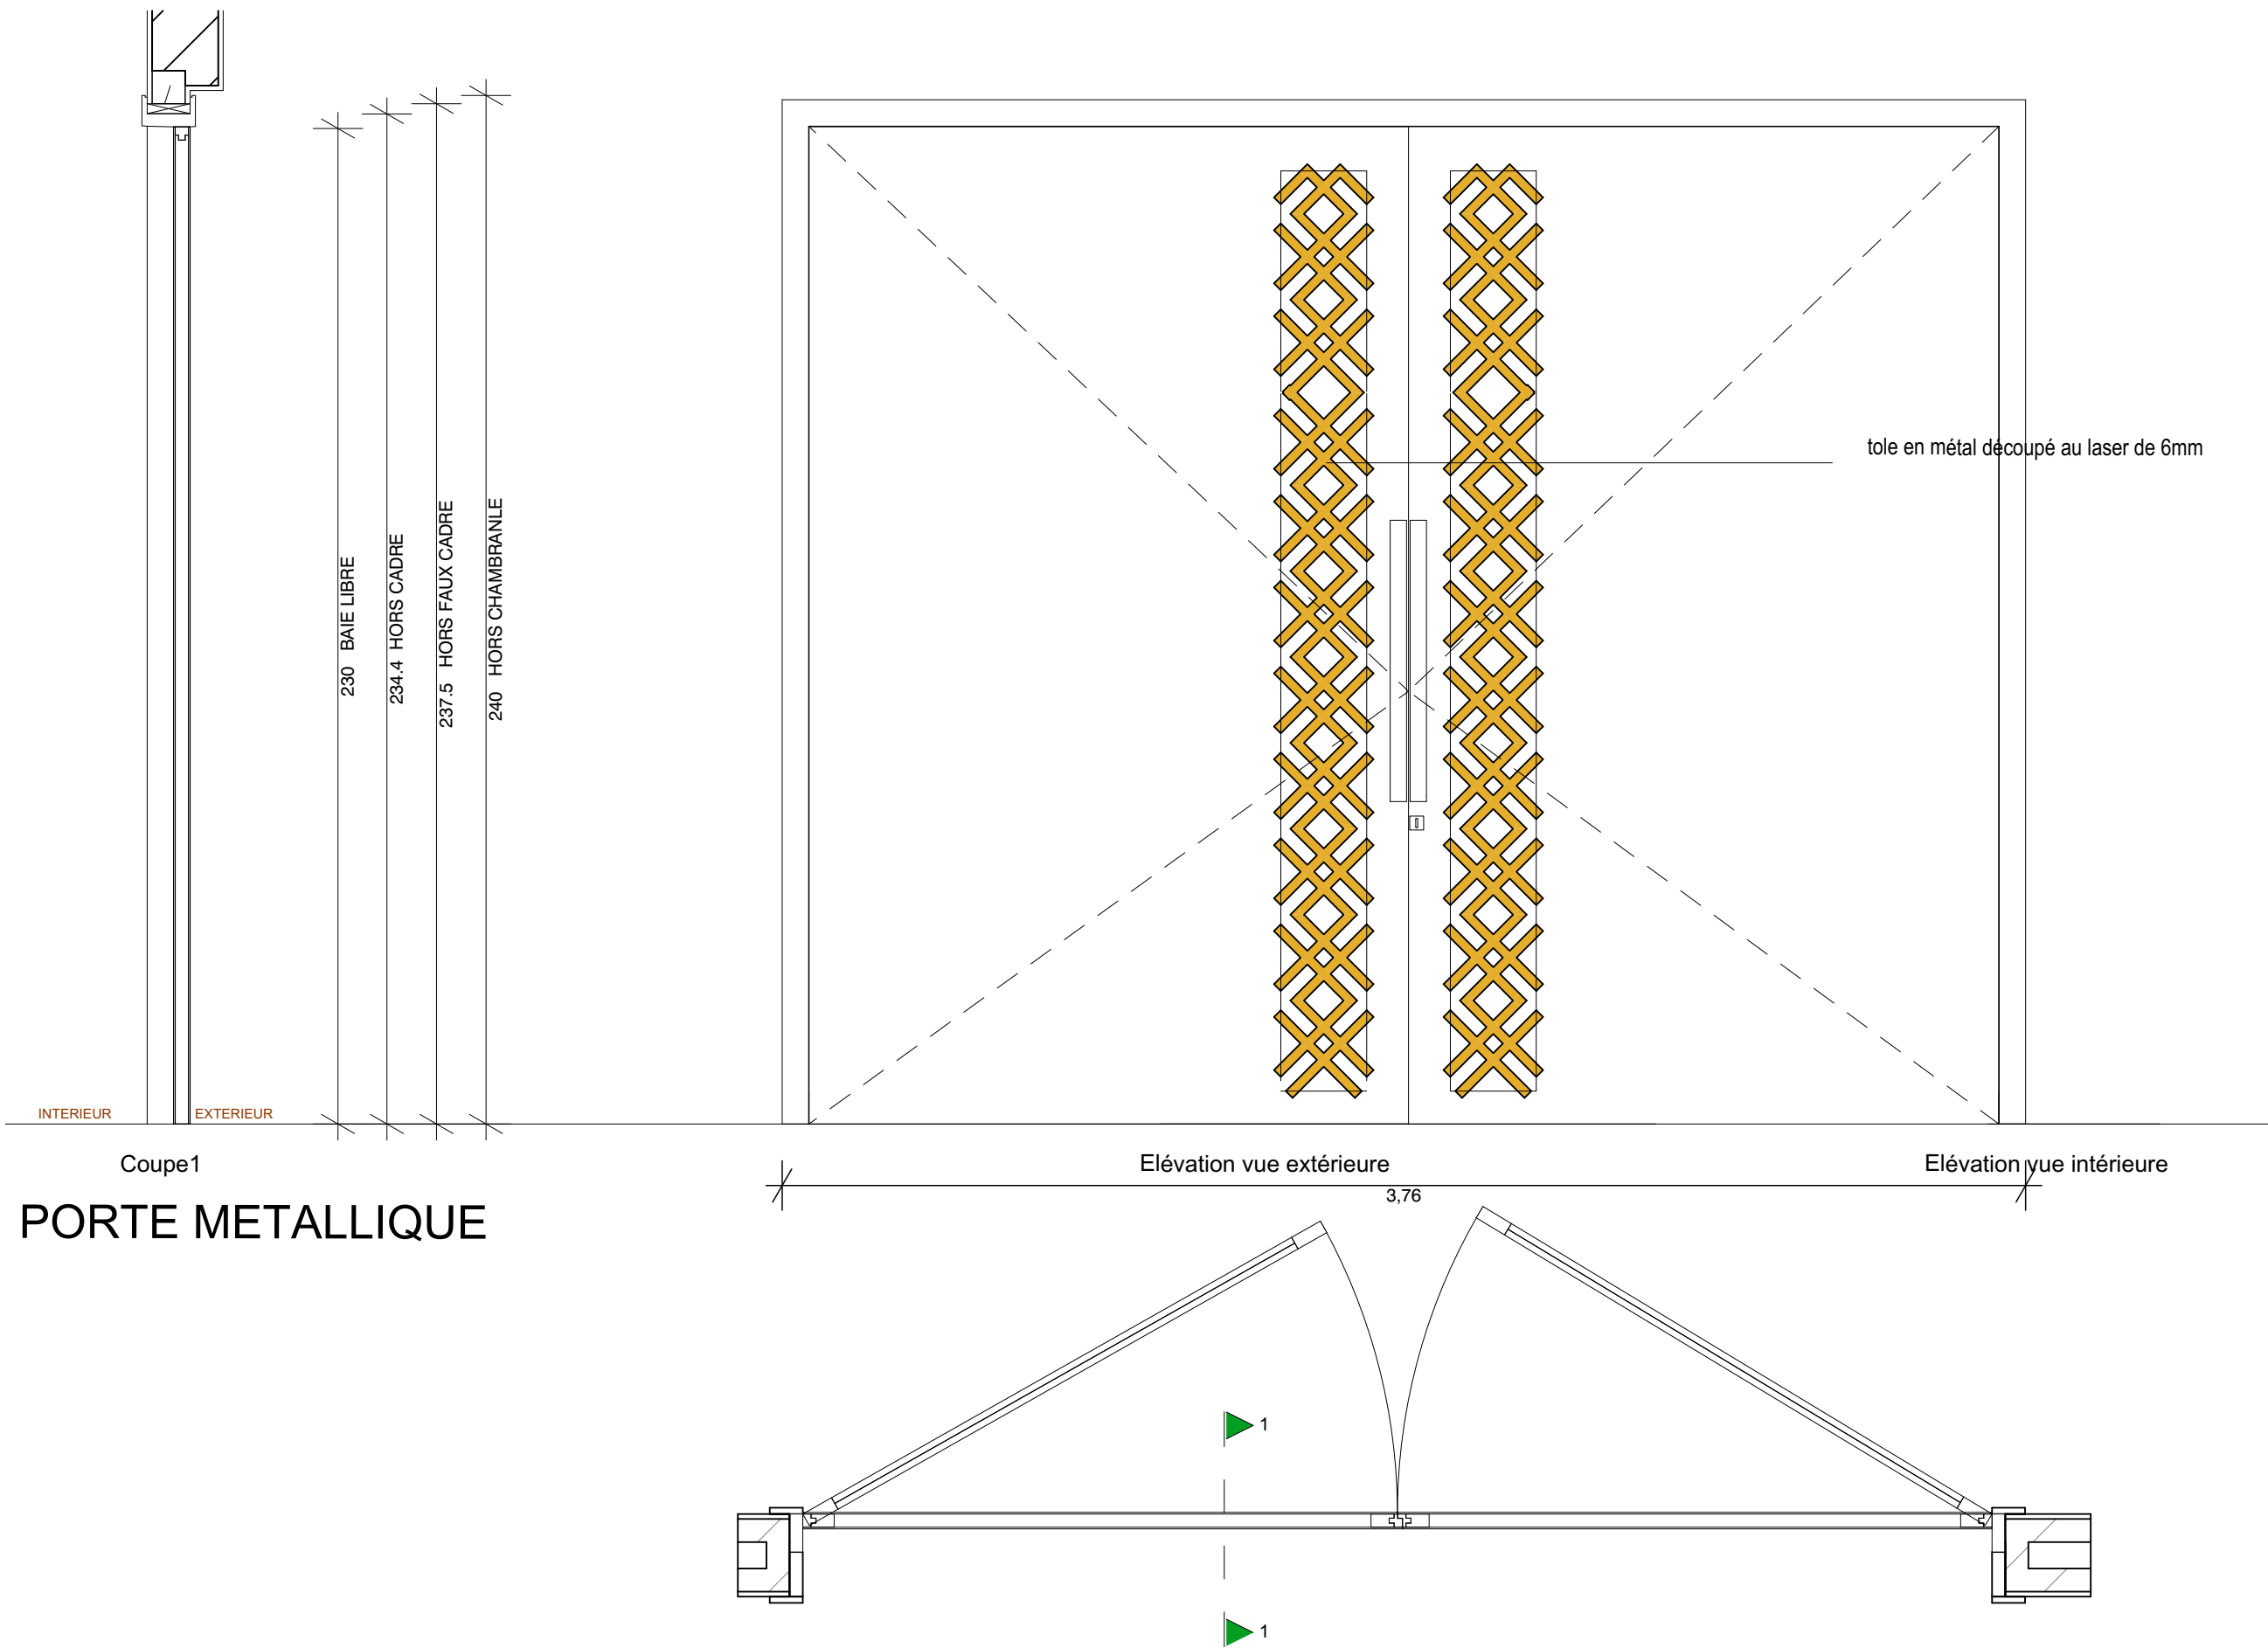 230 BAIE LIBRE
234.4 HORS CADRE
237.5 HORS FAUX CADRE
240 HORS CHAMBRANLE
tole en métal découpé au laser de 6mm
INTERIEUR
EXTERIEUR
Coupe1
Elévation vue extérieure
Elévation vue intérieure
3,76
PORTE METALLIQUE
1
1